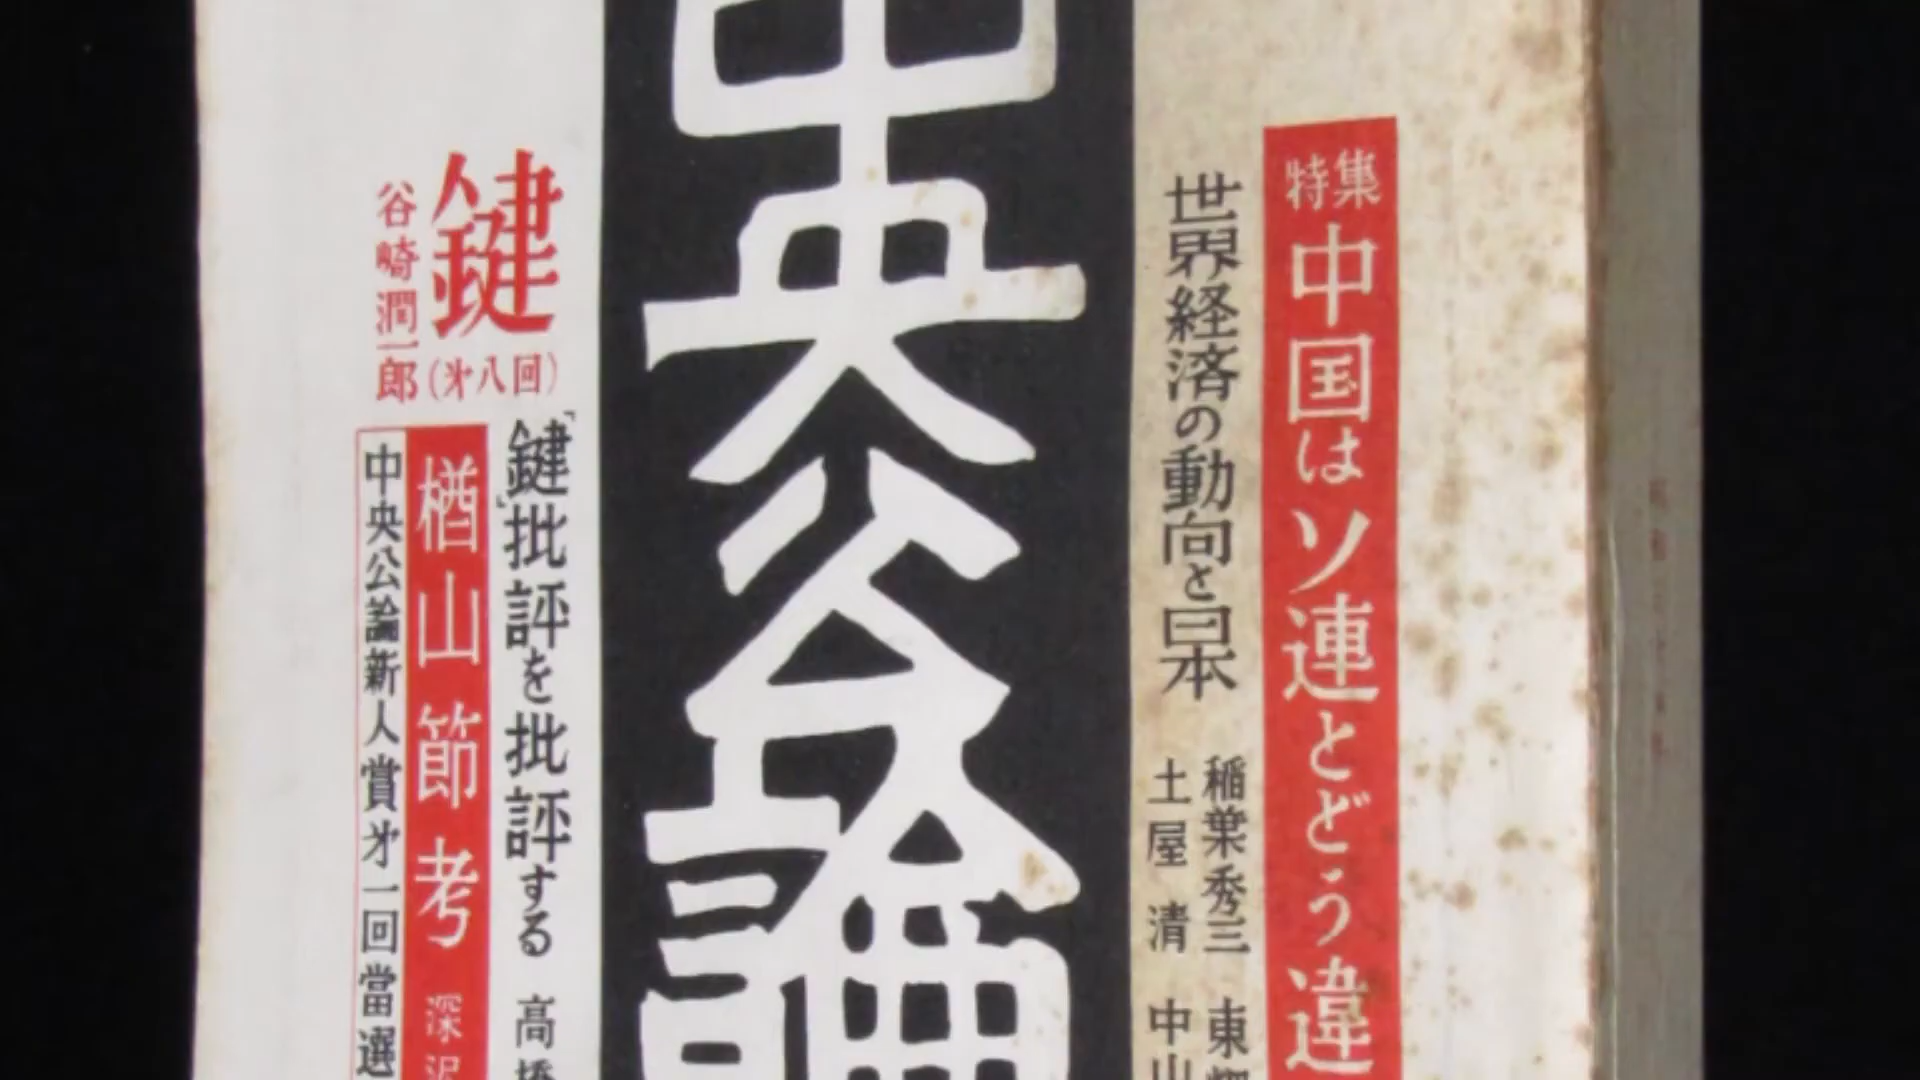 特集 中国はソ連とどう違
世界経済の動向と日本
稲葉秀三 東
土屋 清 中山
中央公論
「鍵」批評を批評する 高橋
鍵(才八回)
谷崎潤一郎
楢山節考 深沢
中央公論新人賞才一回當選